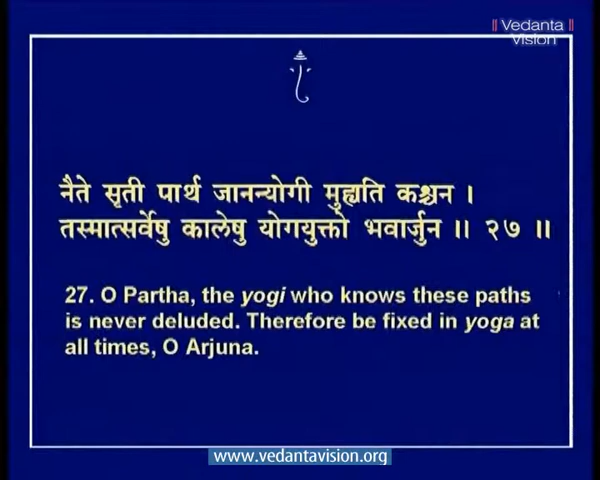 ॥ Vedanta ॥
Vision
नैते सृती पार्थ जानन्योगी मुह्यति कश्चन ।
तस्मात्सर्वेषु कालेषु योगयुक्तो भवार्जुन ॥ २७ ॥
27. O Partha, the yogi who knows these paths
is never deluded. Therefore be fixed in yoga at
all times, O Arjuna.
www.vedantavision.org